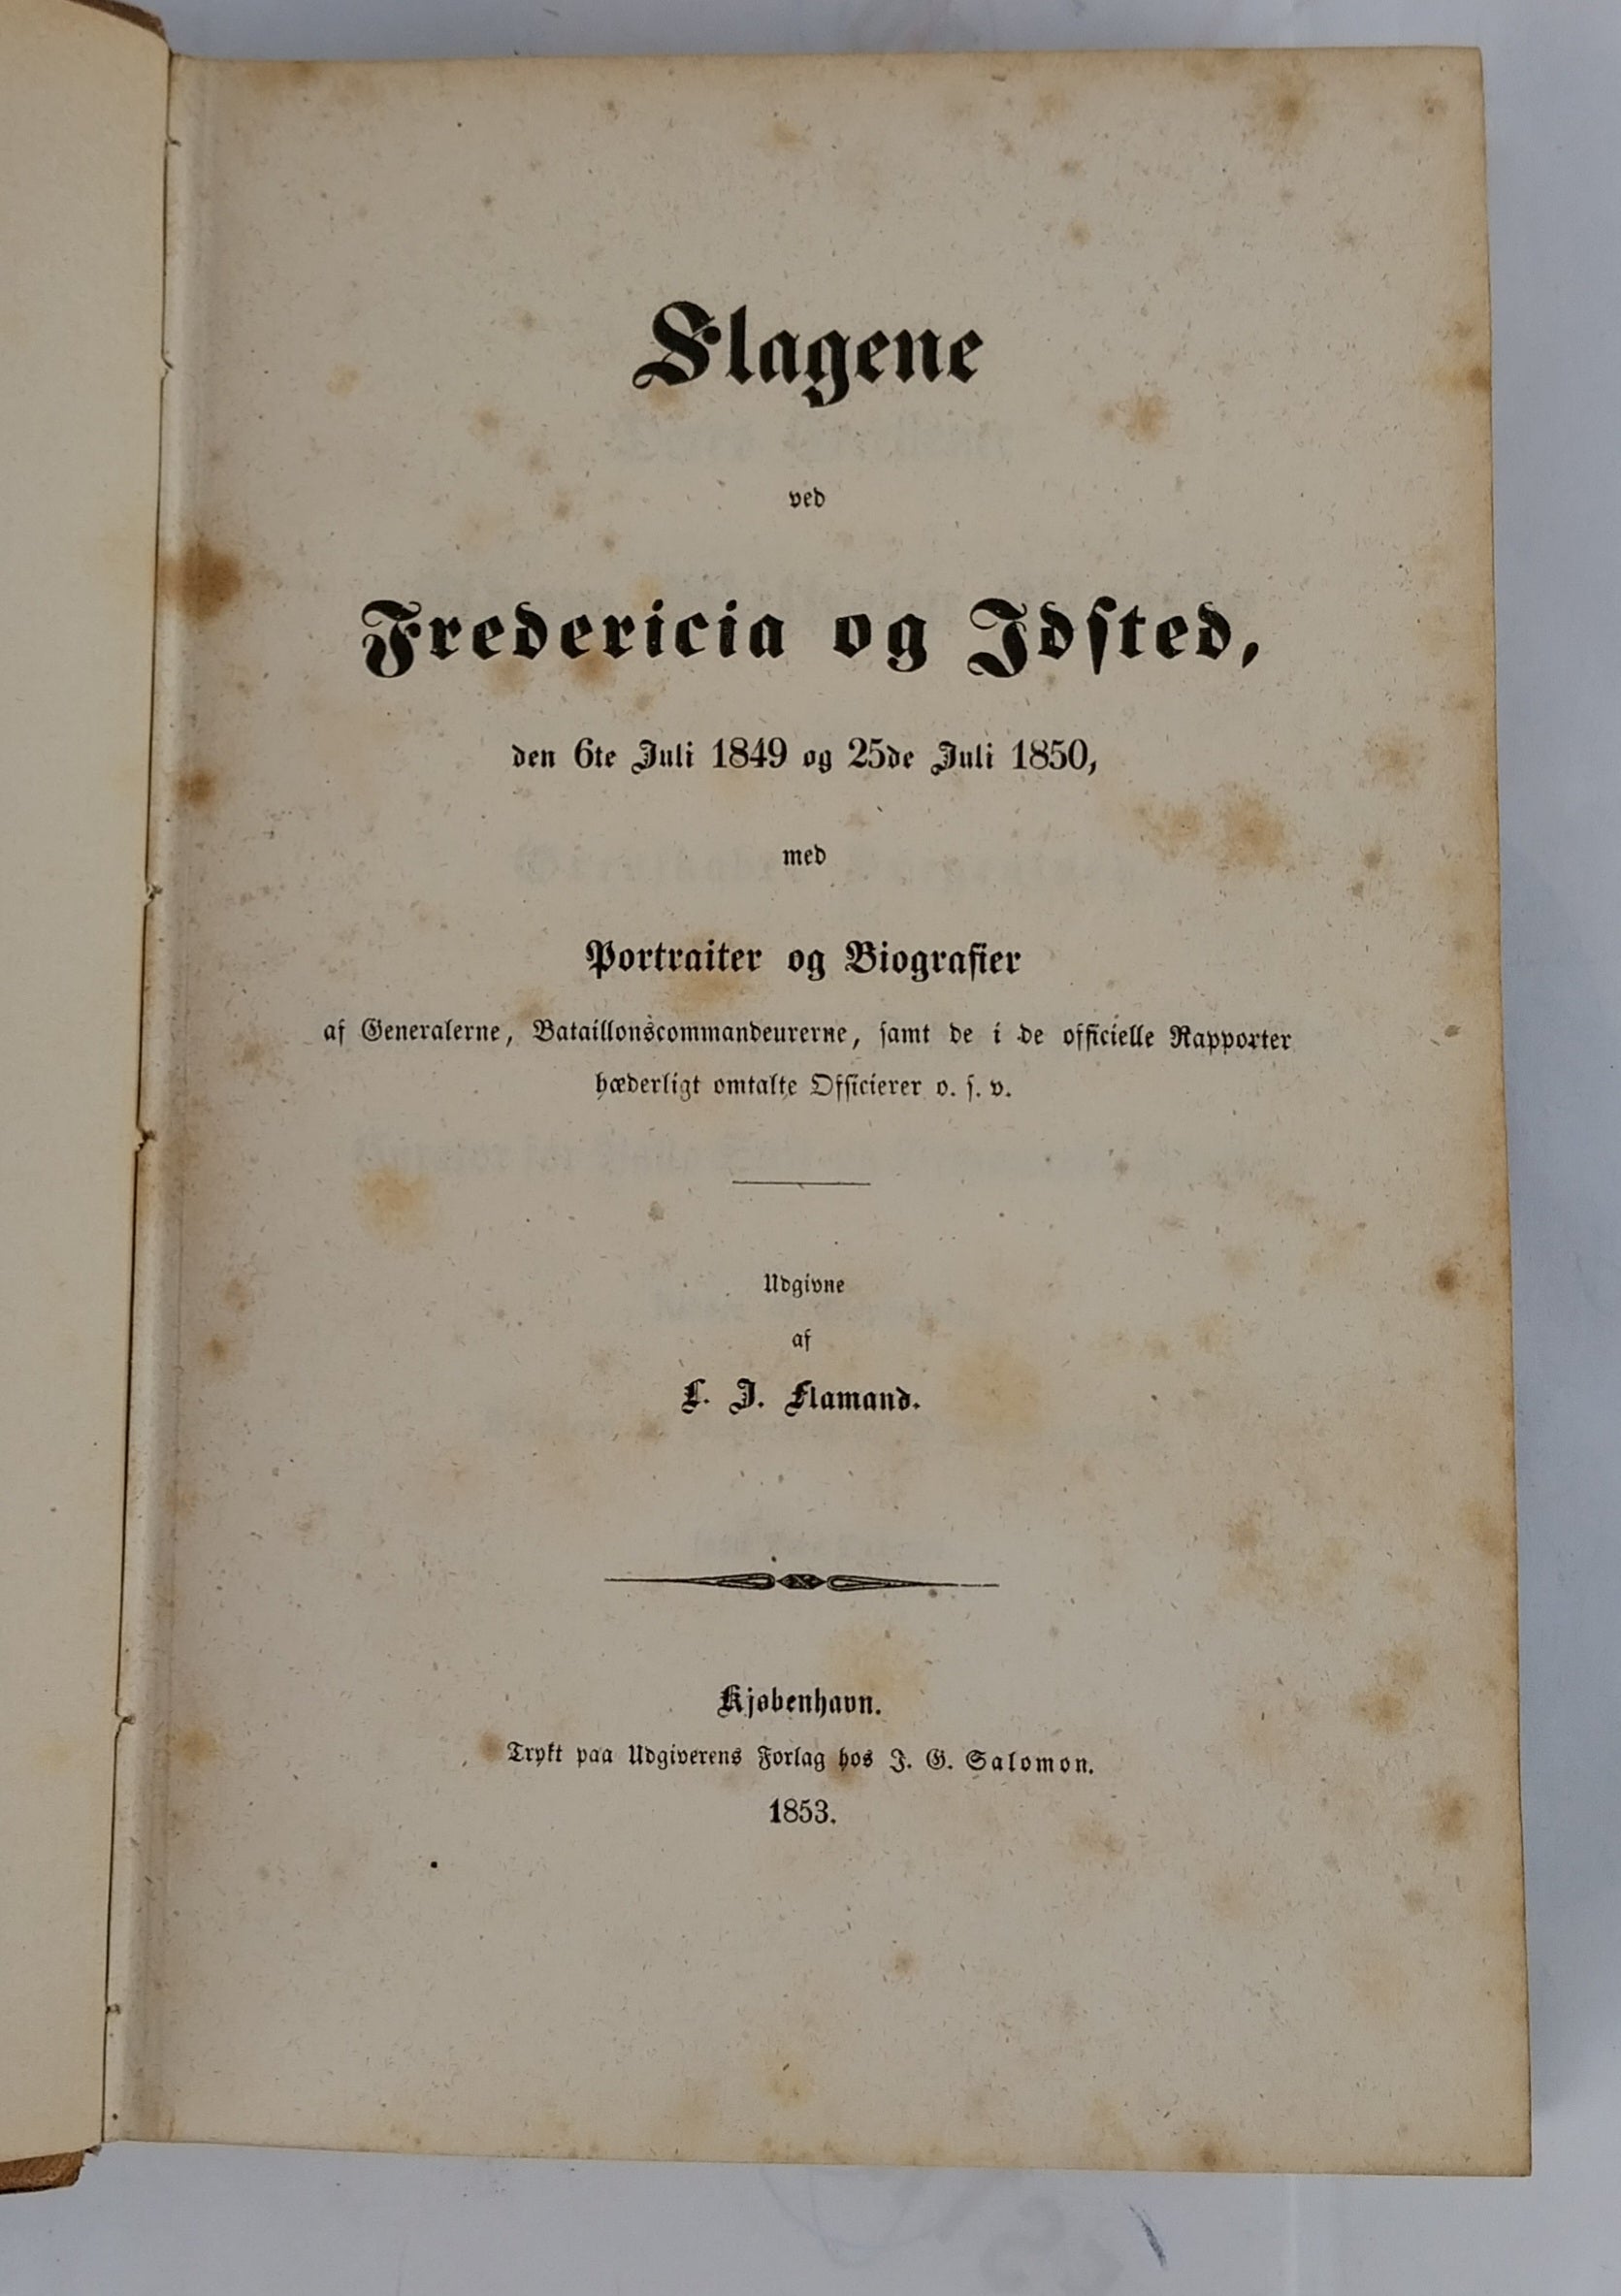 Slagene
ved
Fredericia og Idsted,
den 6te Juli 1849 og 25de Juli 1850,
med
Portraiter og Biografier
af Generalerne, Bataillonscommandeurerne, samt de i de officielle Rapporter
hæderligt omtalte Officierer o. s. v.
Udgivne
af
L. J. Flamand.
Kjøbenhavn.
Trykt paa Udgiverens Forlag hos J. G. Salomon.
1853.